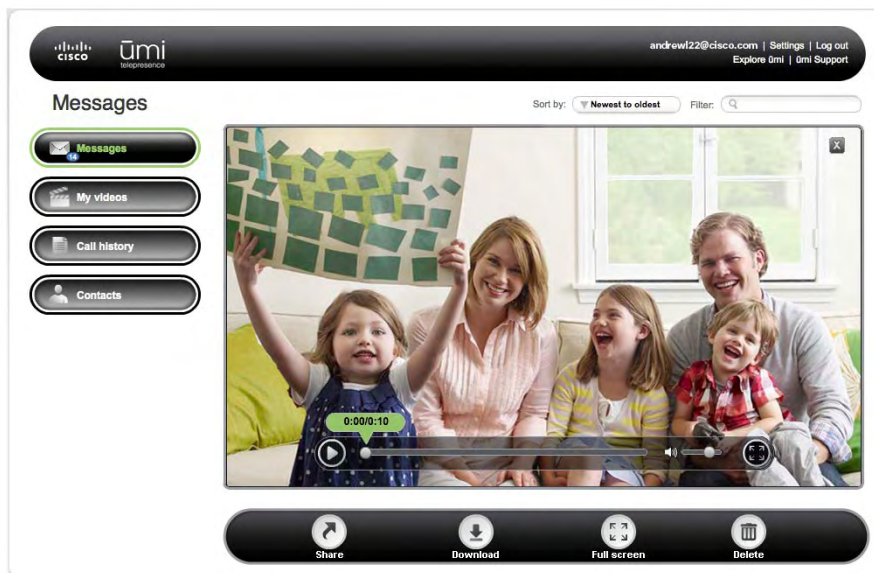 cisco
ūmi
telepresence
andrewl22@cisco.com | Settings | Log out
Explore ūmi | ūmi Support
Messages
Sort by: Newest to oldest Filter:
Messages
14
My videos
Call history
Contacts
X
0:00/0:10
Share
Download
Full screen
Delete